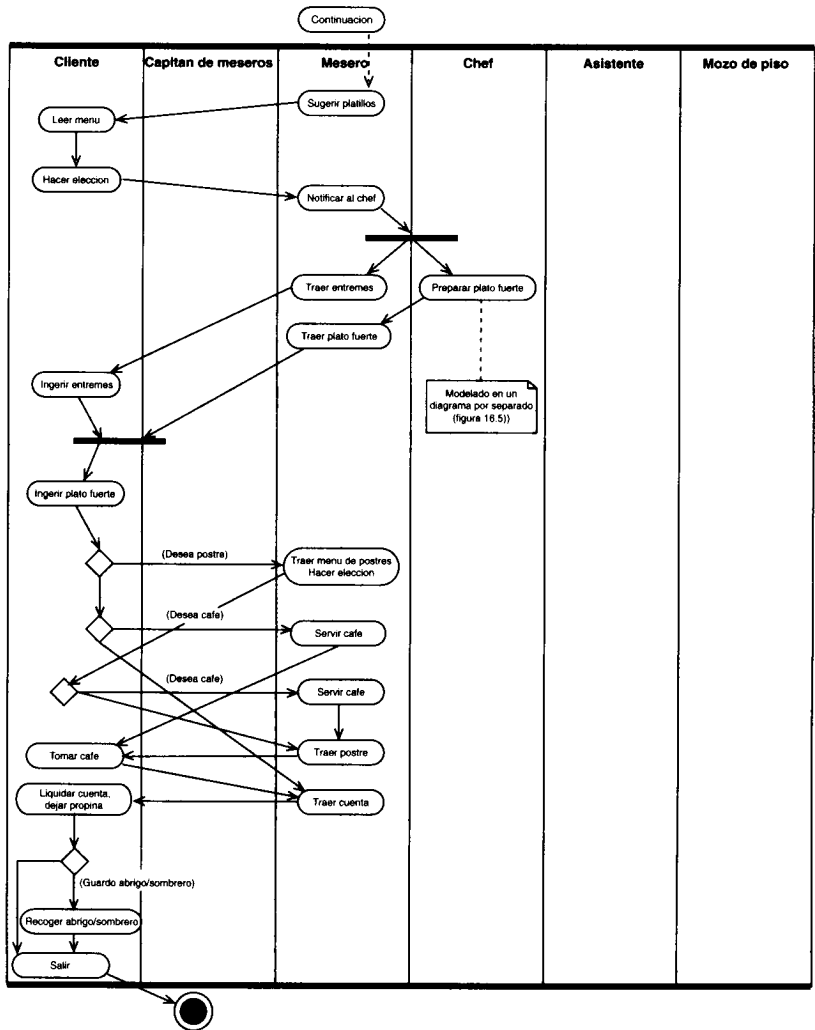 Continuacion
Cliente
Capitan de meseros
Mesero
Chef
Asistente
Mozo de piso
Sugerir platillos
Leer menu
Hacer eleccion
Notificar al chef
Traer entremes
Preparar plato fuerte
Traer plato fuerte
Ingerir entremes
Modelado en un
diagrama por separado
(figura 16.5))
Ingerir plato fuerte
(Desea postre)
Traer menu de postres
Hacer eleccion
(Desea cafe)
Servir cafe
(Desea cafe)
Servir cafe
Tomar cafe
Traer postre
Liquidar cuenta,
dejar propina
Traer cuenta
(Guardo abrigo/sombrero)
Recoger abrigo/sombrero
Salir